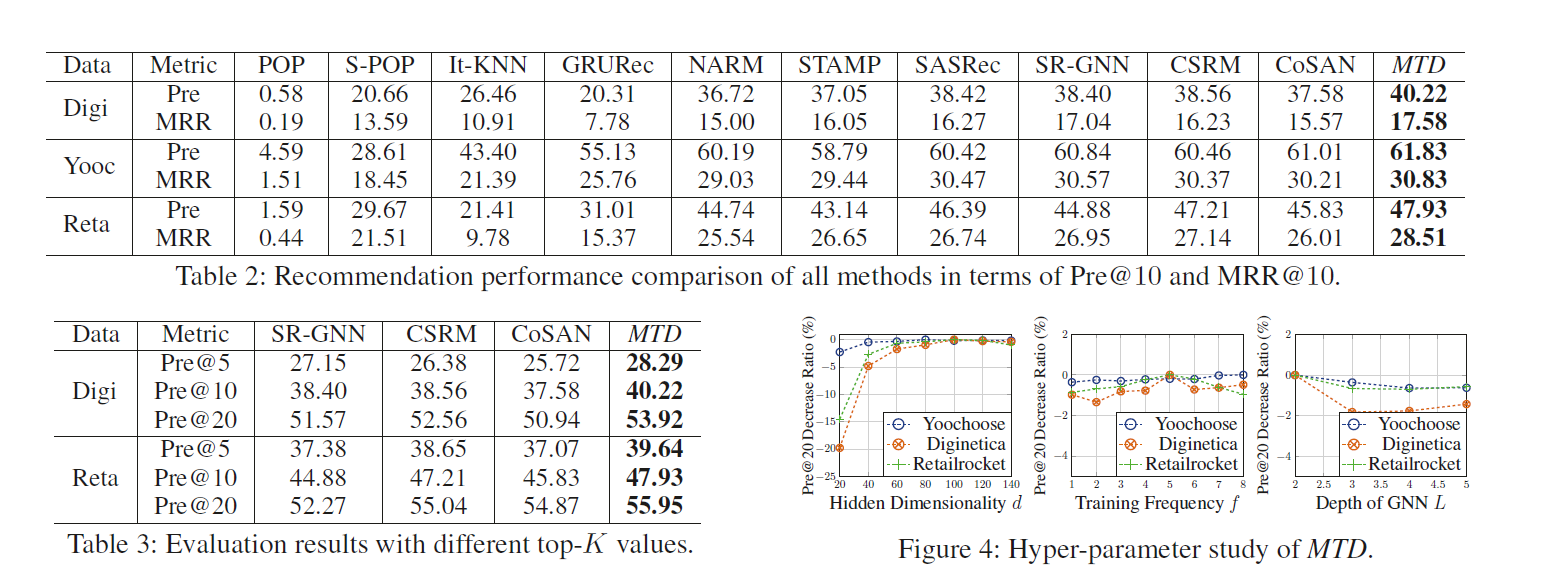 Data Metric POP S-POP It-KNN GRURec NARM STAMP SASRec SR-GNN CSRM CoSAN MTD
Digi Pre 0.58 20.66 26.46 20.31 36.72 37.05 38.42 38.40 38.56 37.58 40.22
MRR 0.19 13.59 10.91 7.78 15.00 16.05 16.27 17.04 16.23 15.57 17.58
Yooc Pre 4.59 28.61 43.40 55.13 60.19 58.79 60.42 60.84 60.46 61.01 61.83
MRR 1.51 18.45 21.39 25.76 29.03 29.44 30.47 30.57 30.37 30.21 30.83
Reta Pre 1.59 29.67 21.41 31.01 44.74 43.14 46.39 44.88 47.21 45.83 47.93
MRR 0.44 21.51 9.78 15.37 25.54 26.65 26.74 26.95 27.14 26.01 28.51
Table 2: Recommendation performance comparison of all methods in terms of Pre@10 and MRR@10.
Data Metric SR-GNN CSRM CoSAN MTD
Digi Pre@5 27.15 26.38 25.72 28.29
Pre@10 38.40 38.56 37.58 40.22
Pre@20 51.57 52.56 50.94 53.92
Reta Pre@5 37.38 38.65 37.07 39.64
Pre@10 44.88 47.21 45.83 47.93
Pre@20 52.27 55.04 54.87 55.95
Table 3: Evaluation results with different top-K values.
Pre@20 Decrease Ratio (%)
0
−5
−10
−15
−20
−25
Yoochoose
Diginetica
Retailrocket
20 40 60 80 100 120 140
Hidden Dimensionality d
Pre@20 Decrease Ratio (%)
2
0
−2
−4
Yoochoose
Diginetica
Retailrocket
1 2 3 4 5 6 7 8
Training Frequency f
Pre@20 Decrease Ratio (%)
2
0
−2
−4
Yoochoose
Diginetica
Retailrocket
2 2.5 3 3.5 4 4.5 5
Depth of GNN L
Figure 4: Hyper-parameter study of MTD.